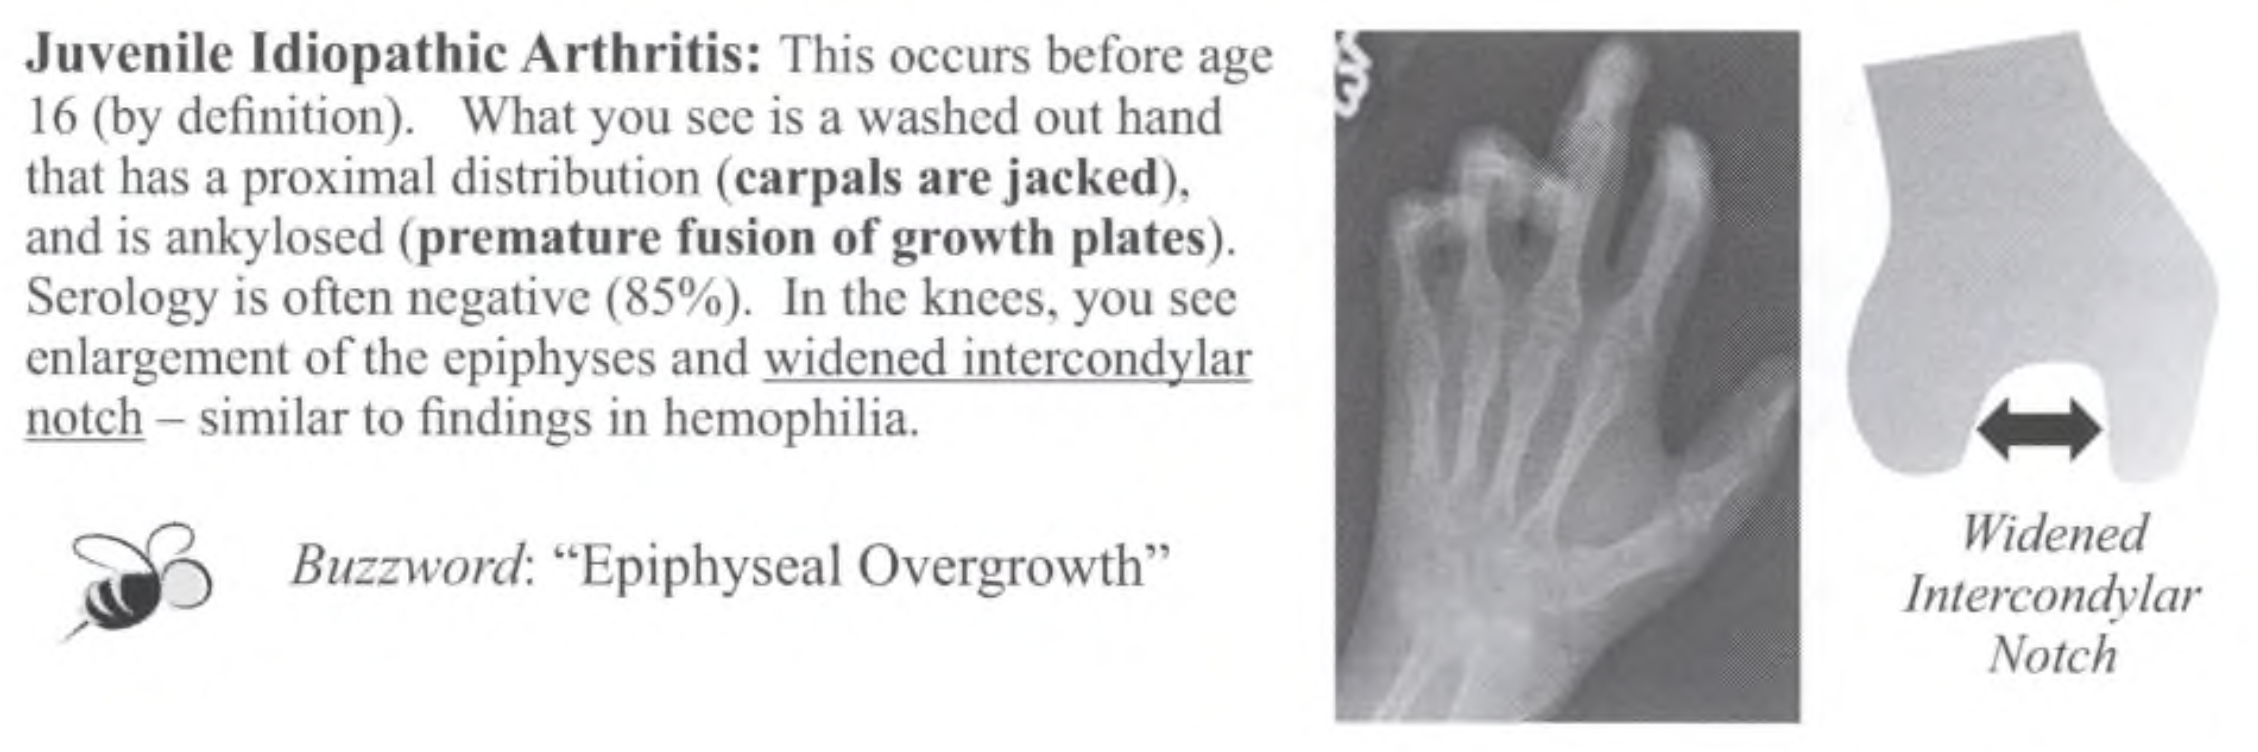 Juvenile Idiopathic Arthritis: This occurs before age
16 (by definition). What you see is a washed out hand
that has a proximal distribution (carpals are jacked),
and is ankylosed (premature fusion of growth plates).
Serology is often negative (85%). In the knees, you see
enlargement of the epiphyses and widened intercondylar
notch – similar to findings in hemophilia.
Buzzword: “Epiphyseal Overgrowth”
Widened
Intercondylar
Notch